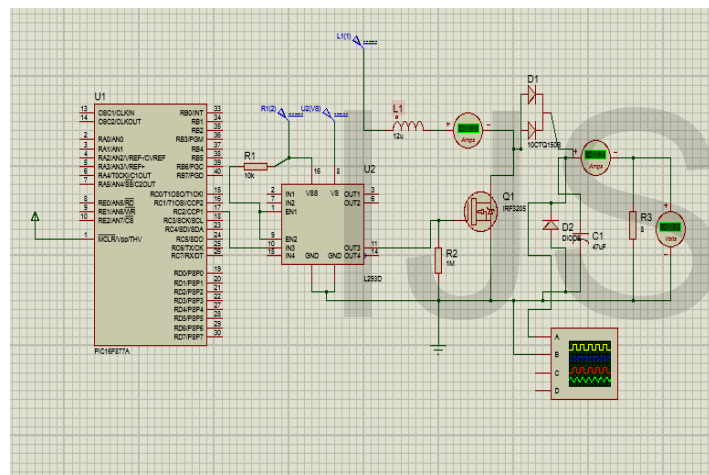 L1(1)
D1
U1
L1
+ -
Amps
10CTQ150B
R1(2)
U2(VS)
13 OSC1/CLKIN
14 OSC2/CLKOUT
2 RA0/AN0
3 RA1/AN1
4 RA2/AN2/VREF-/CVREF
5 RA3/AN3/VREF+
6 RA4/T0CKI/C1OUT
7 RA5/AN4/SS/C2OUT
8 RE0/AN5/RD
9 RE1/AN6/WR
10 RE2/AN7/CS
1 MCLR/Vpp/THV
RB0/INT 33
RB1 34
RB2 35
RB3/PGM 36
RB4 37
RB5 38
RB6/PGC 39
RB7/PGD 40
RC0/T1OSO/T1CKI 15
RC1/T1OSI/CCP2 16
RC2/CCP1 17
RC3/SCK/SCL 18
RC4/SDI/SDA 23
RC5/SDO 24
RC6/TX/CK 25
RC7/RX/DT 26
RD0/PSP0 19
RD1/PSP1 20
RD2/PSP2 21
RD3/PSP3 22
RD4/PSP4 27
RD5/PSP5 28
RD6/PSP6 29
RD7/PSP7 30
PIC16F877A
12u
R1
10k
16 8
U2
2 IN1
7 IN2
1 EN1
9 EN2
10 IN3
15 IN4
VSS VS
OUT1 3
OUT2 6
OUT3 11
OUT4 14
GND GND
L293D
Q1
IRF3205
R2
1M
+ -
Amps
D2
DIODE
C1
47uF
R3
8
+
Volts
-
A
B
C
D
IJS